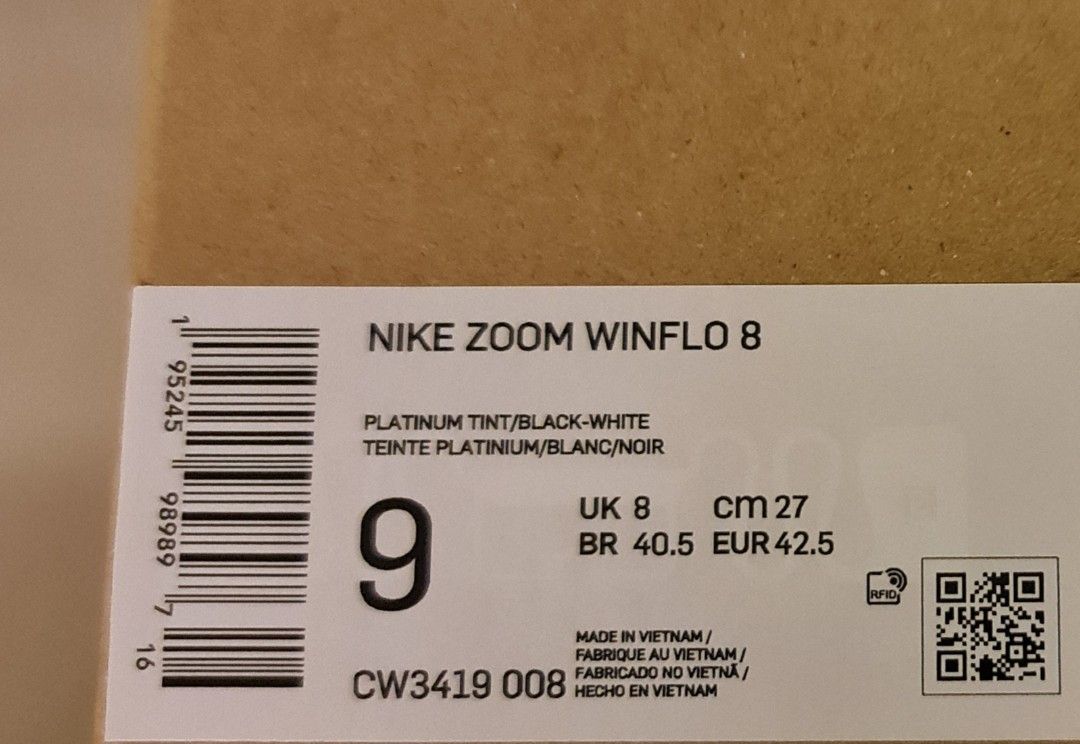 NIKE ZOOM WINFLO 8
PLATINUM TINT/BLACK-WHITE
TEINTE PLATINIUM/BLANC/NOIR
9
UK 8 cm 27
BR 40.5 EUR 42.5
RFID
MADE IN VIETNAM /
FABRIQUE AU VIETNAM /
FABRICADO NO VIETNÃ /
HECHO EN VIETNAM
CW3419 008
1 95245 98989 7 16